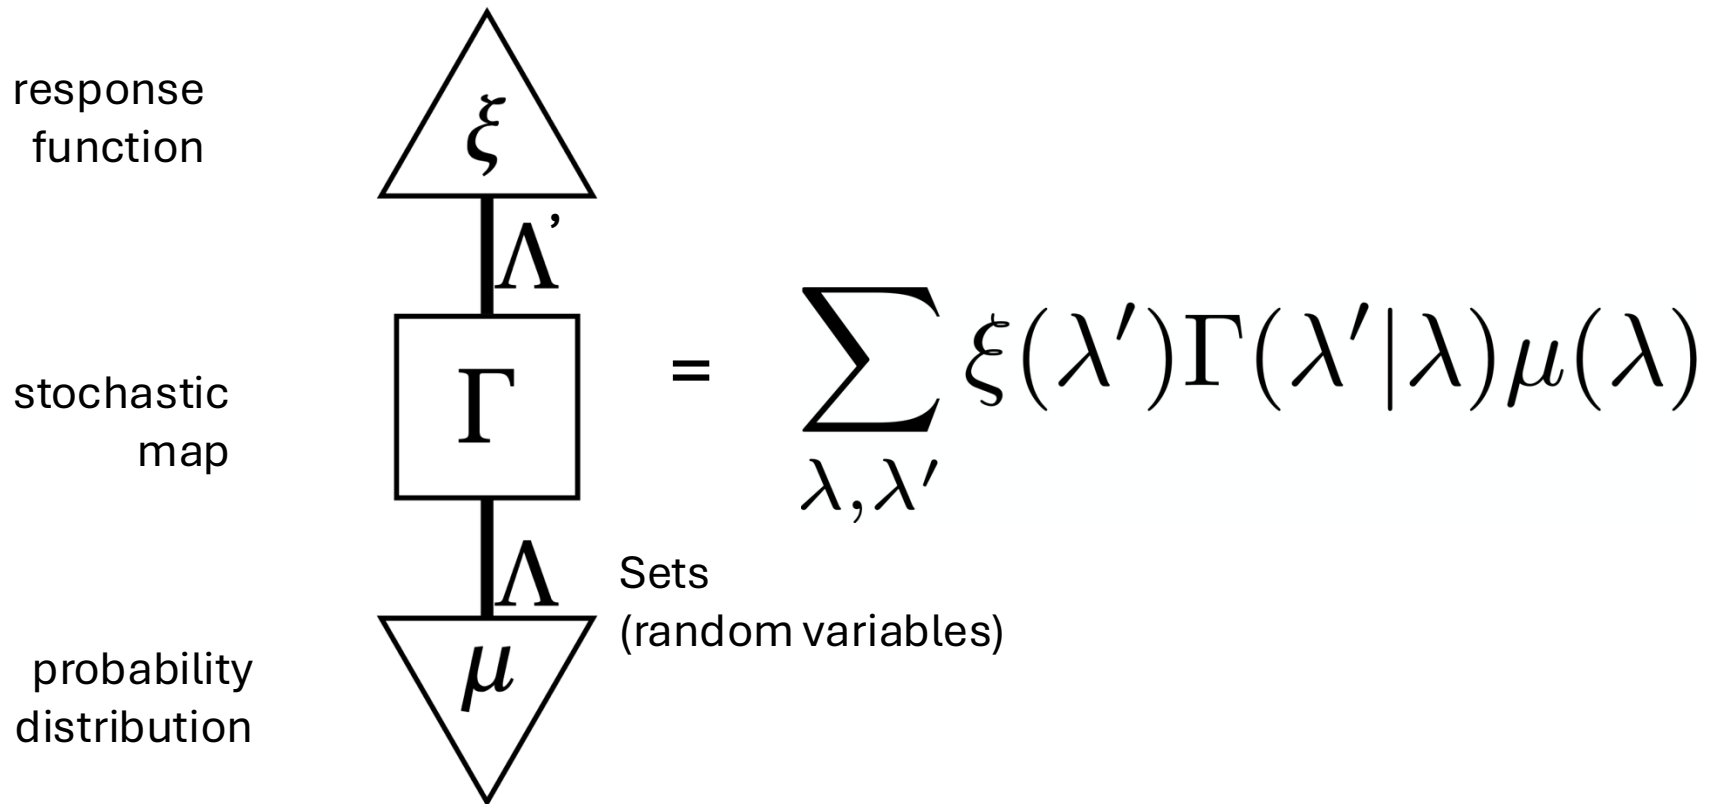 response
function
ξ
Λ’
stochastic
map
Γ
= ∑ ξ(λ′)Γ(λ′|λ)μ(λ)
λ,λ′
Λ
Sets
(random variables)
probability
distribution
μ